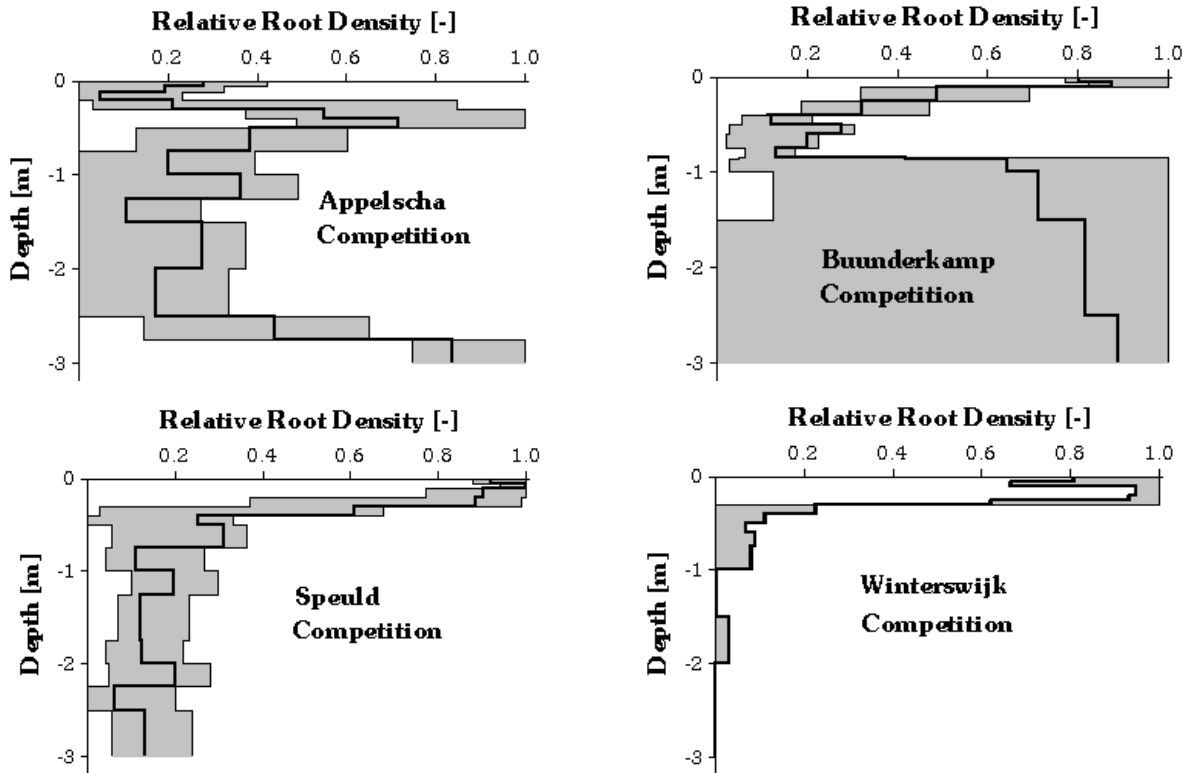 Relative Root Density [-]
0.2 0.4 0.6 0.8 1.0
0
-1
-2
-3
Depth [m]
Appelscha
Competition
Relative Root Density [-]
0.2 0.4 0.6 0.8 1.0
0
-1
-2
-3
Depth [m]
Buunderkamp
Competition
Relative Root Density [-]
0.2 0.4 0.6 0.8 1.0
0
-1
-2
-3
Depth [m]
Speuld
Competition
Relative Root Density [-]
0.2 0.4 0.6 0.8 1.0
0
-1
-2
-3
Depth [m]
Winterswijk
Competition